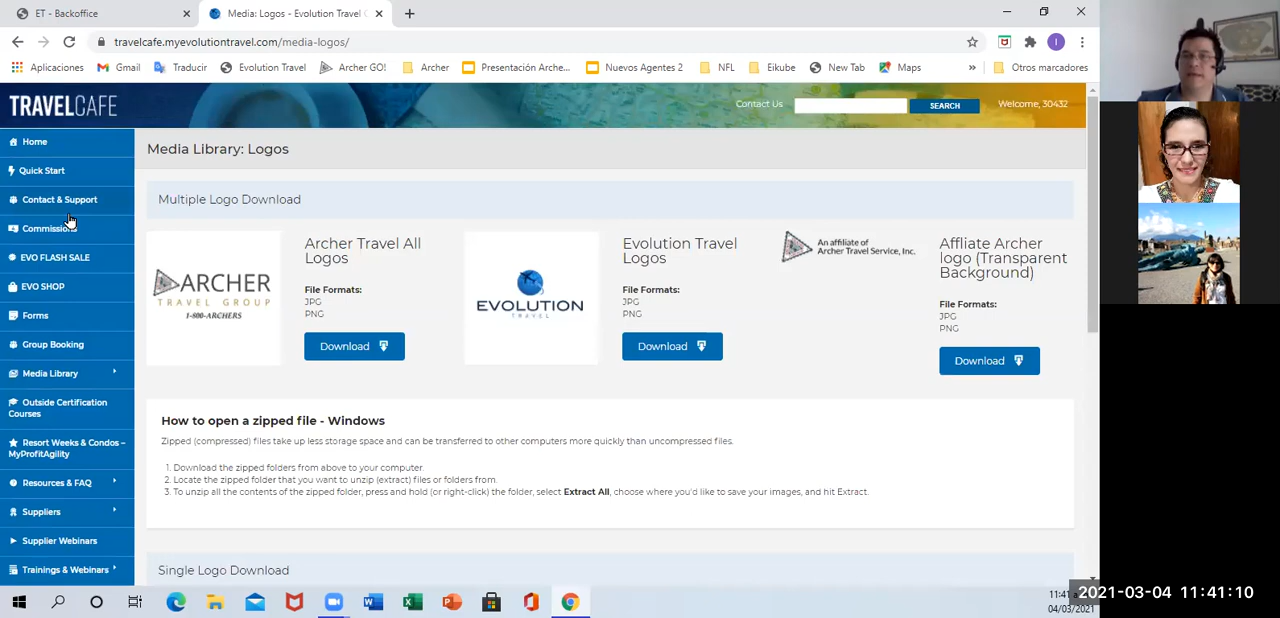 ET - Backoffice
Media: Logos - Evolution Travel C
travelcafe.myevolutiontravel.com/media-logos/
Aplicaciones
Gmail
Traducir
Evolution Travel
Archer GO!
Archer
Presentación Arche...
Nuevos Agentes 2
NFL
Eikube
New Tab
Maps
»
Otros marcadores
TRAVELCAFE
Contact Us
SEARCH
Welcome, 30432
Home
Quick Start
Contact & Support
Commissions
EVO FLASH SALE
EVO SHOP
Forms
Group Booking
Media Library
Outside Certification
Courses
Resort Weeks & Condos –
MyProfitAgility
Resources & FAQ
Suppliers
Supplier Webinars
Trainings & Webinars
Media Library: Logos
Multiple Logo Download
ARCHER
TRAVEL GROUP
1-800-ARCHERS
Archer Travel All
Logos
File Formats:
JPG
PNG
Download
EVOLUTION
TRAVEL
Evolution Travel
Logos
File Formats:
JPG
PNG
Download
An affiliate of
Archer Travel Service, Inc.
Affliate Archer
logo (Transparent
Background)
File Formats:
JPG
PNG
Download
How to open a zipped file - Windows
Zipped (compressed) files take up less storage space and can be transferred to other computers more quickly than uncompressed files.
1. Download the zipped folders from above to your computer.
2. Locate the zipped folder that you want to unzip (extract) files or folders from.
3. To unzip all the contents of the zipped folder, press and hold (or right-click) the folder, select Extract All, choose where you'd like to save your images, and hit Extract.
Single Logo Download
11:41 a
04/03/2021
2021-03-04 11:41:10